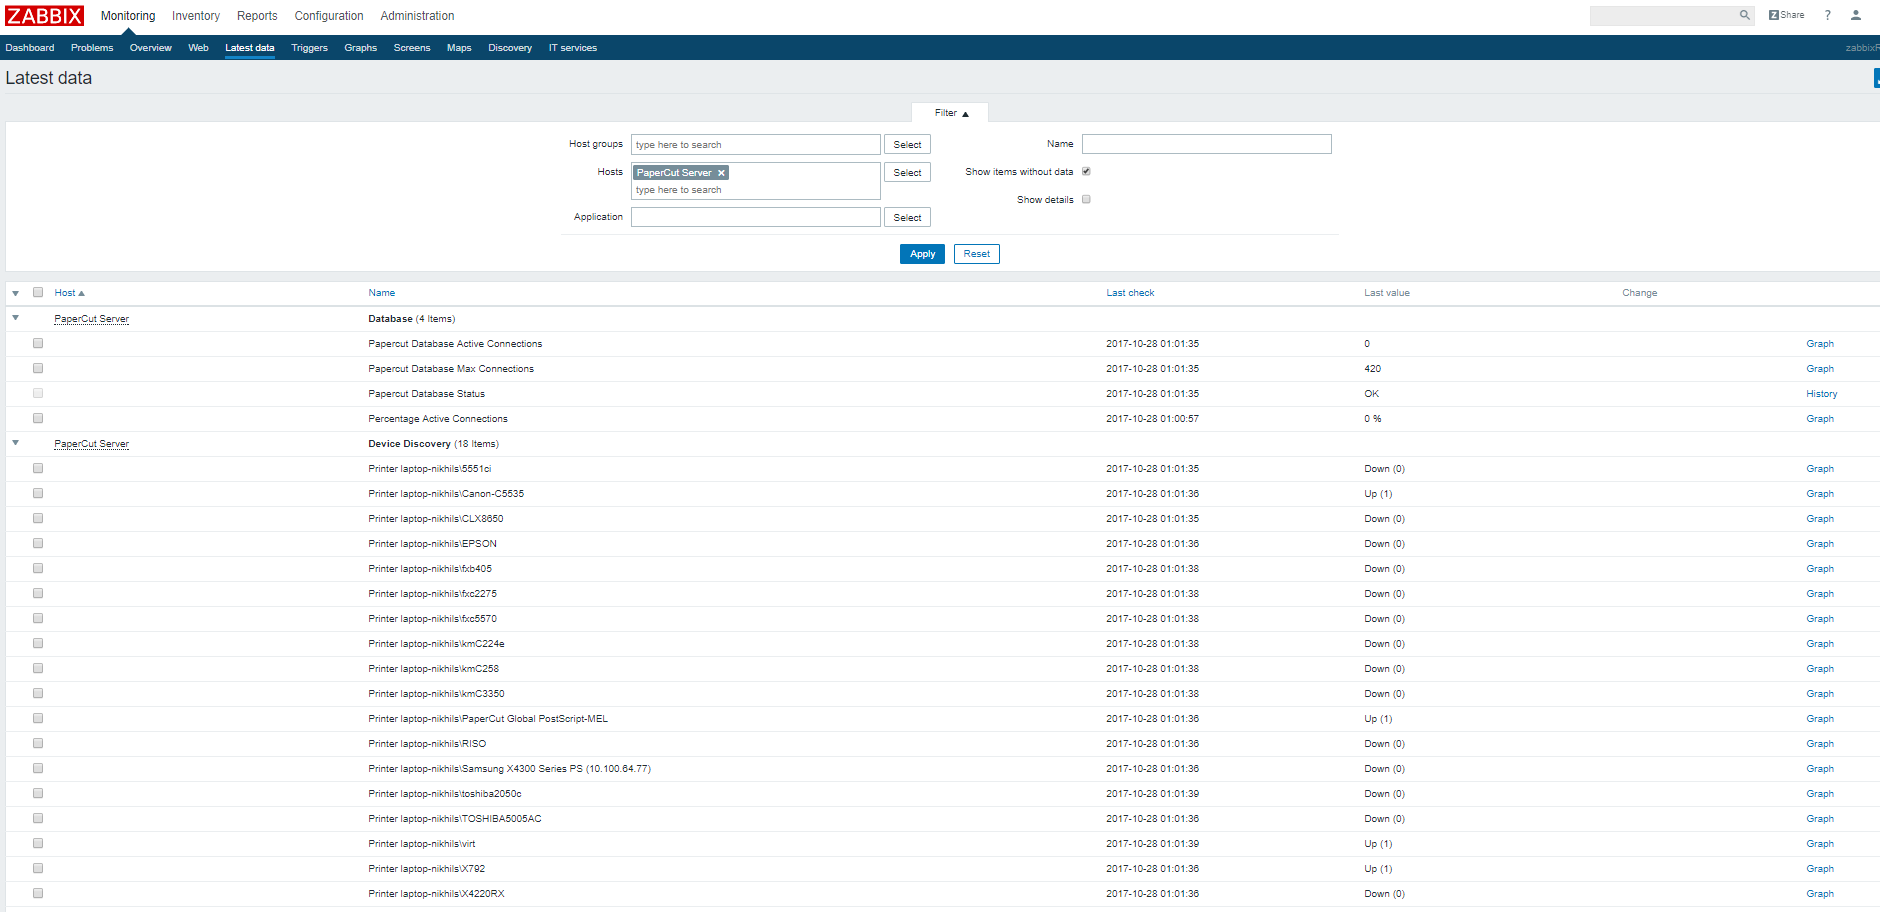 ZABBIX Monitoring Inventory Reports Configuration Administration Z Share ?
Dashboard Problems Overview Web Latest data Triggers Graphs Screens Maps Discovery IT services
Latest data
Filter ▲
Host groups type here to search Select Name
Hosts PaperCut Server × Select Show items without data
type here to search
Show details
Application Select
Apply Reset
Host Name Last check Last value Change
PaperCut Server Database (4 Items)
Papercut Database Active Connections 2017-10-28 01:01:35 0 Graph
Papercut Database Max Connections 2017-10-28 01:01:35 420 Graph
Papercut Database Status 2017-10-28 01:01:35 OK History
Percentage Active Connections 2017-10-28 01:00:57 0 % Graph
PaperCut Server Device Discovery (18 Items)
Printer laptop-nikhils\5551ci 2017-10-28 01:01:35 Down (0) Graph
Printer laptop-nikhils\Canon-C5535 2017-10-28 01:01:36 Up (1) Graph
Printer laptop-nikhils\CLX8650 2017-10-28 01:01:35 Down (0) Graph
Printer laptop-nikhils\EPSON 2017-10-28 01:01:36 Down (0) Graph
Printer laptop-nikhils\fxb405 2017-10-28 01:01:38 Down (0) Graph
Printer laptop-nikhils\fxc2275 2017-10-28 01:01:38 Down (0) Graph
Printer laptop-nikhils\fxc5570 2017-10-28 01:01:38 Down (0) Graph
Printer laptop-nikhils\kmC224e 2017-10-28 01:01:38 Down (0) Graph
Printer laptop-nikhils\kmC258 2017-10-28 01:01:38 Down (0) Graph
Printer laptop-nikhils\kmC3350 2017-10-28 01:01:38 Down (0) Graph
Printer laptop-nikhils\PaperCut Global PostScript-MEL 2017-10-28 01:01:36 Up (1) Graph
Printer laptop-nikhils\RISO 2017-10-28 01:01:36 Down (0) Graph
Printer laptop-nikhils\Samsung X4300 Series PS (10.100.64.77) 2017-10-28 01:01:36 Down (0) Graph
Printer laptop-nikhils\toshiba2050c 2017-10-28 01:01:39 Down (0) Graph
Printer laptop-nikhils\TOSHIBA5005AC 2017-10-28 01:01:36 Down (0) Graph
Printer laptop-nikhils\virt 2017-10-28 01:01:39 Up (1) Graph
Printer laptop-nikhils\X792 2017-10-28 01:01:36 Up (1) Graph
Printer laptop-nikhils\X4220RX 2017-10-28 01:01:36 Down (0) Graph